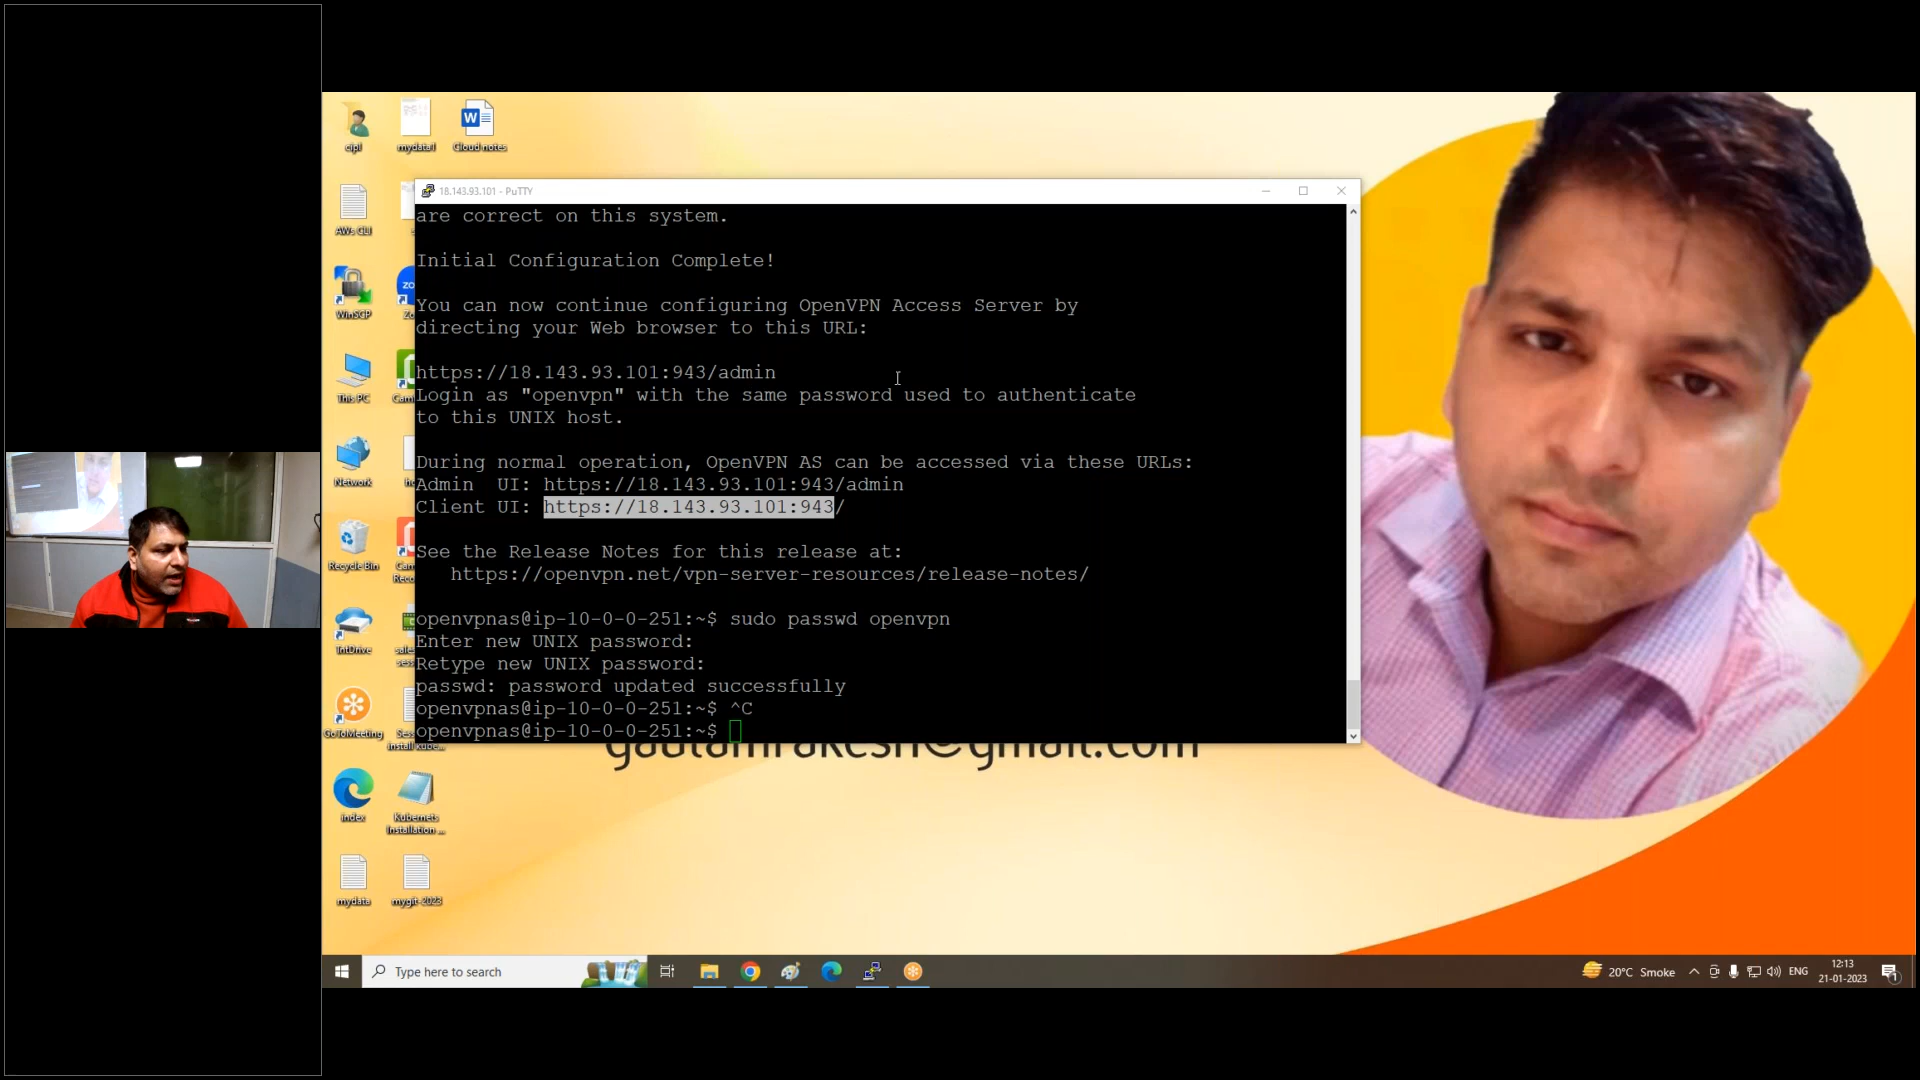 cipl
mydata1
Cloud notes
AWs CLI
WinSCP
This PC
Network
Recycle Bin
IntDrive
GoToMeeting
index
Kubernets
Installation ...
mydata
mygit-2023
18.143.93.101 - PuTTY
are correct on this system.
Initial Configuration Complete!
You can now continue configuring OpenVPN Access Server by
directing your Web browser to this URL:
https://18.143.93.101:943/admin
Login as "openvpn" with the same password used to authenticate
to this UNIX host.
During normal operation, OpenVPN AS can be accessed via these URLs:
Admin  UI: https://18.143.93.101:943/admin
Client UI: https://18.143.93.101:943/
See the Release Notes for this release at:
https://openvpn.net/vpn-server-resources/release-notes/
openvpnas@ip-10-0-0-251:~$ sudo passwd openvpn
Enter new UNIX password:
Retype new UNIX password:
passwd: password updated successfully
openvpnas@ip-10-0-0-251:~$ ^C
openvpnas@ip-10-0-0-251:~$
gautamrakesh@gmail.com
Type here to search
20°C Smoke
ENG
12:13
21-01-2023
1